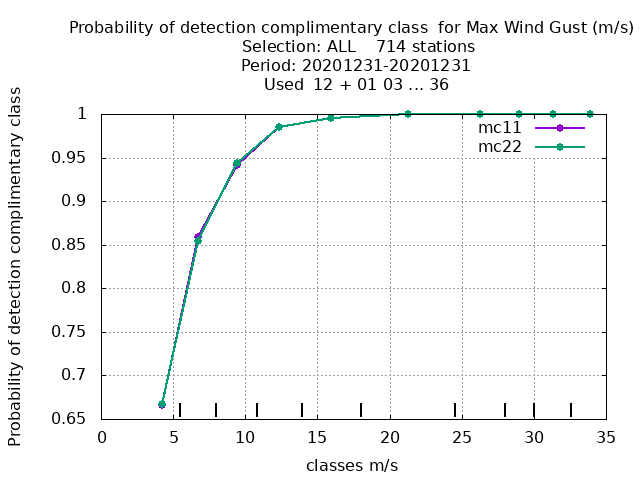 Probability of detection complimentary class  for Max Wind Gust (m/s)
Selection: ALL    714 stations
Period: 20201231-20201231
Used  12 + 01 03 ... 36
Probability of detection complimentary class
1
0.95
0.9
0.85
0.8
0.75
0.7
0.65
mc11
mc22
0 5 10 15 20 25 30 35
classes m/s